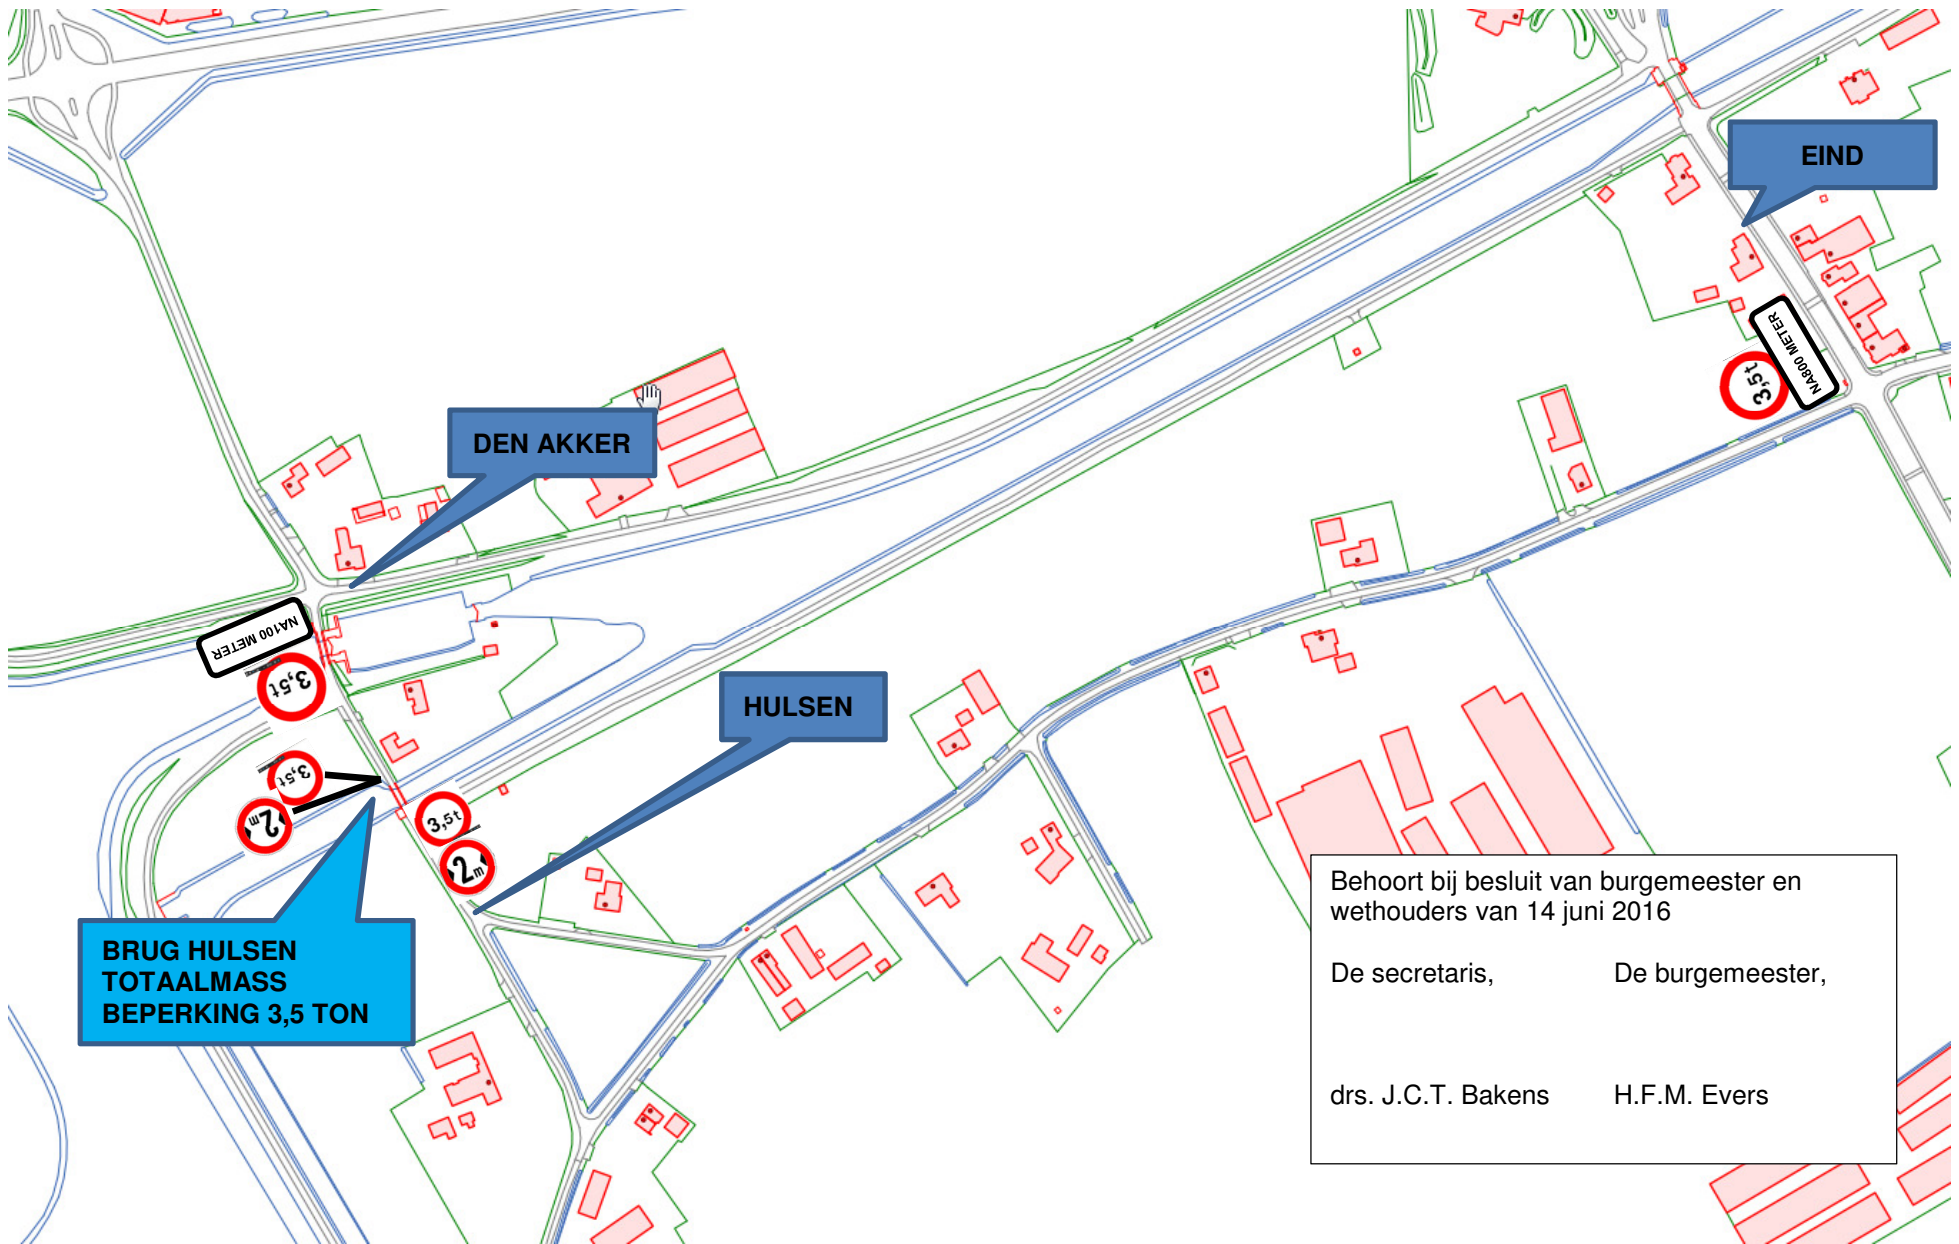 EIND
NA800 METER
3,5t
DEN AKKER
NA100 METER
3,5t
HULSEN
3,5t
2m
3,5t
2m
BRUG HULSEN
TOTAALMASS
BEPERKING 3,5 TON
Behoort bij besluit van burgemeester en
wethouders van 14 juni 2016
De secretaris, De burgemeester,
drs. J.C.T. Bakens H.F.M. Evers